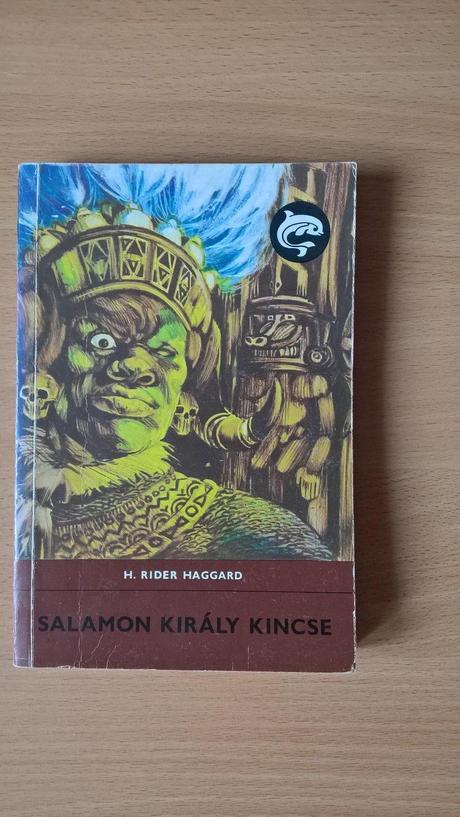 H. RIDER HAGGARD
SALAMON KIRÁLY KINCSE